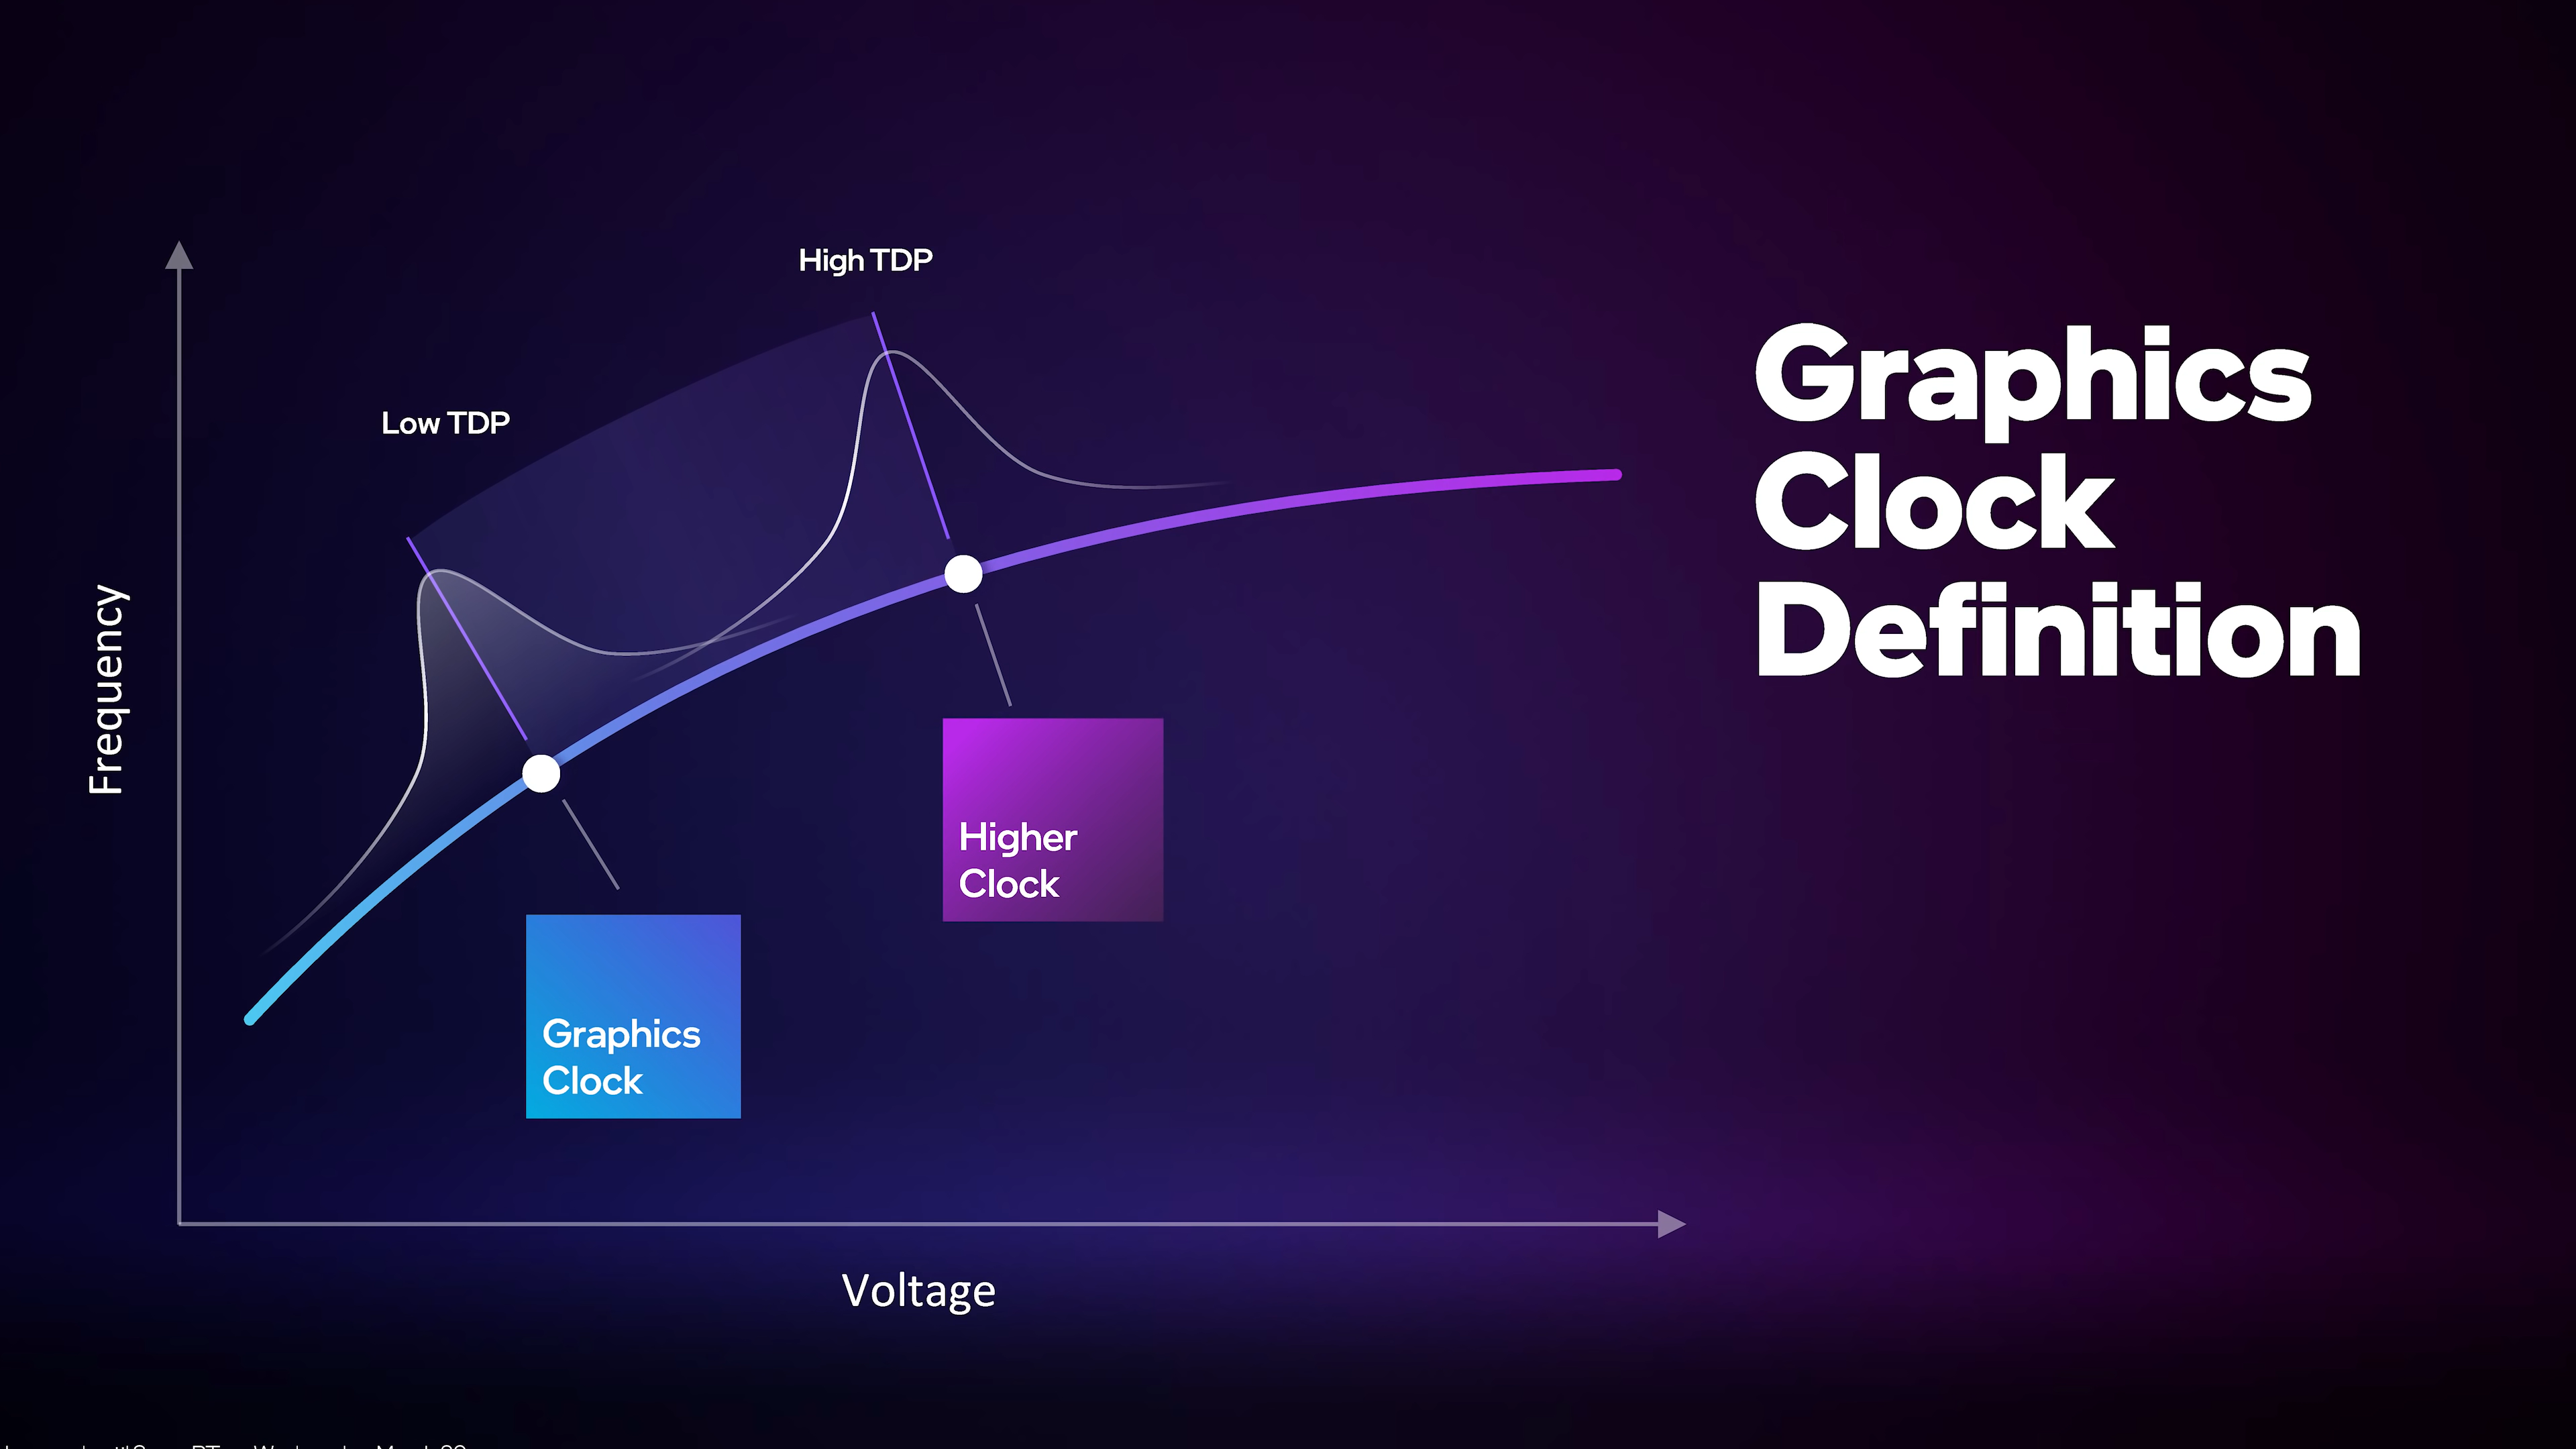 High TDP
Low TDP
Graphics
Clock
Definition
Frequency
Higher
Clock
Graphics
Clock
Voltage